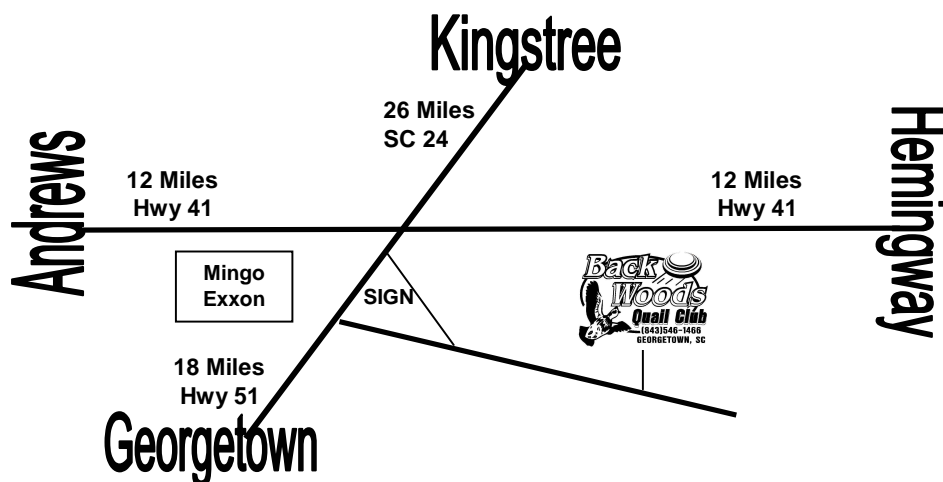 Kingstree
26 Miles
SC 24
Andrews
12 Miles
Hwy 41
12 Miles
Hwy 41
Hemingway
Mingo
Exxon
SIGN
Back
Woods
Quail Club
(843)546-1466
GEORGETOWN, SC
18 Miles
Hwy 51
Georgetown